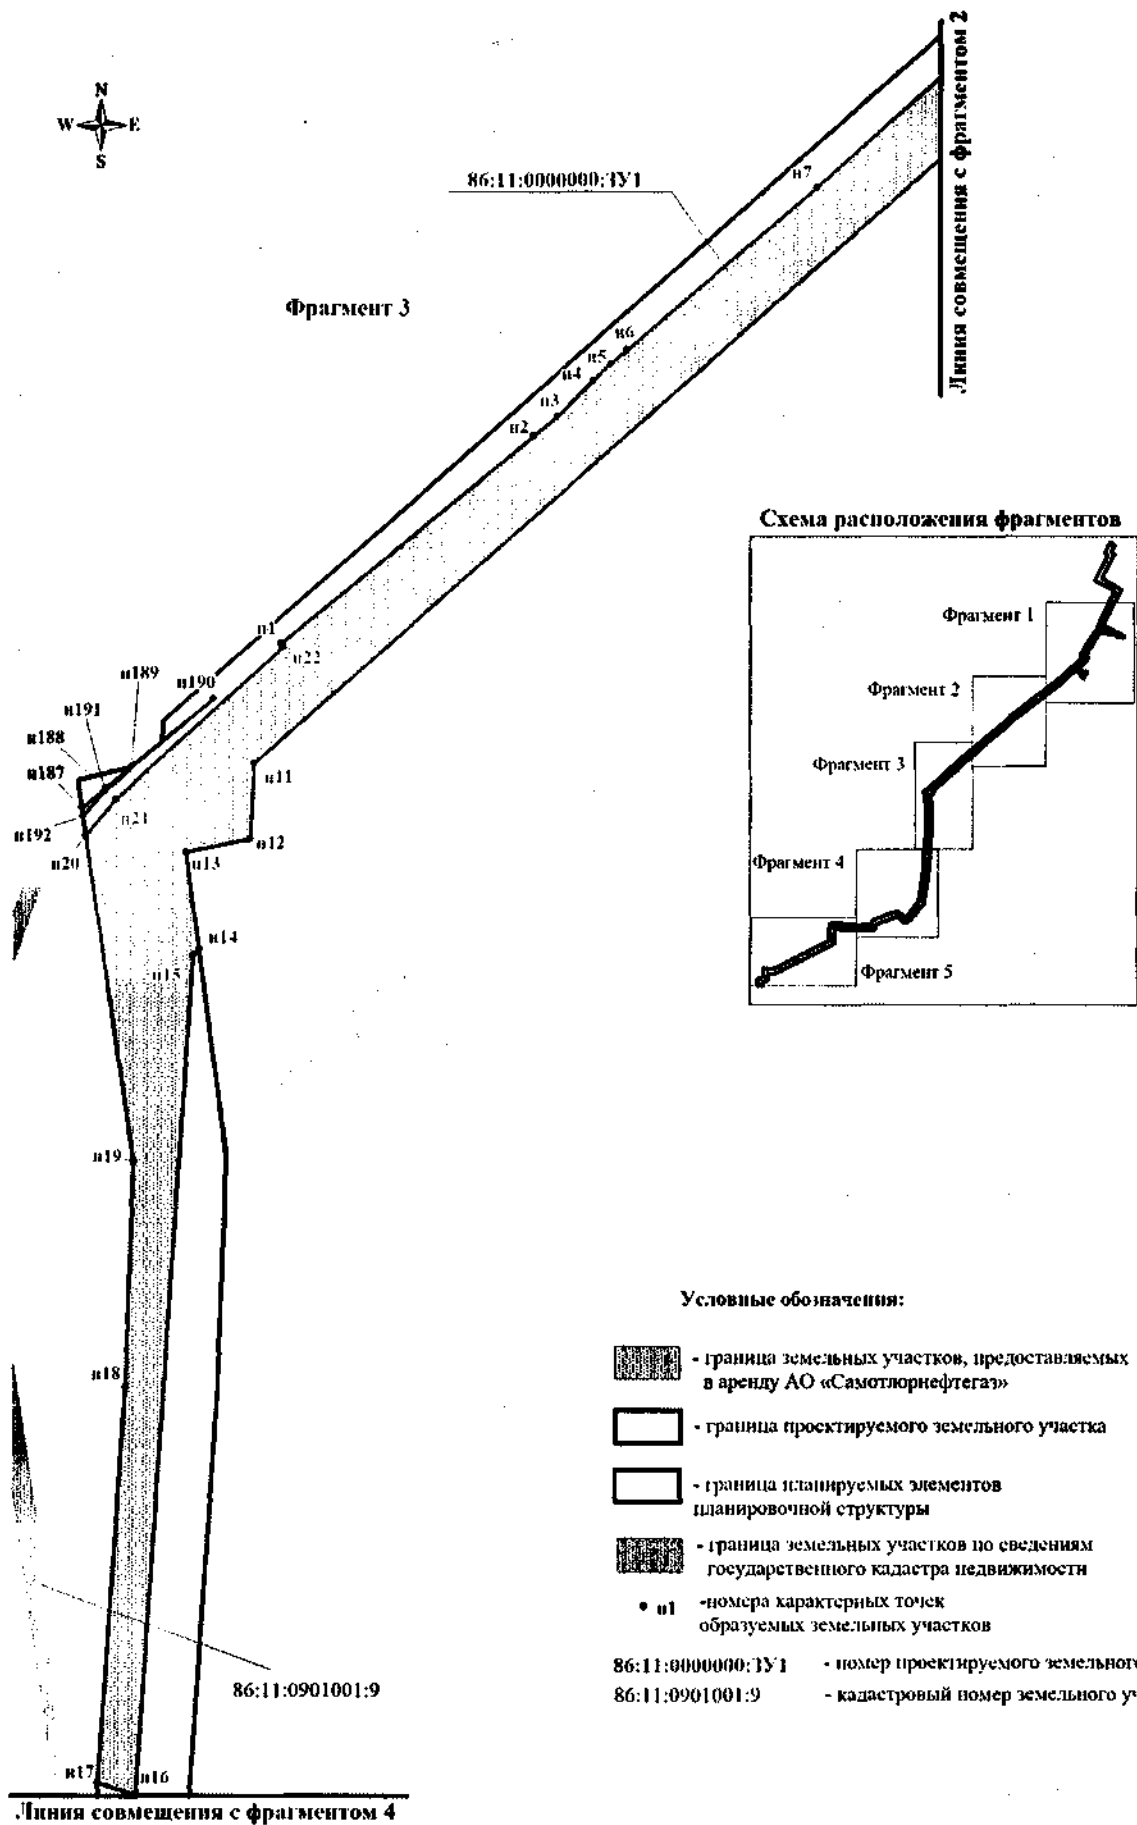 N
W E
S
86:11:0000000:ЗУ1
Фрагмент 3
Линия совмещения с фрагментом 2
н7
н6
н5
н4
н3
н2
н1
н22
н189
н190
н191
н188
н187
н192
н20
н21
н11
н12
н13
н14
н15
н19
н18
н17
н16
86:11:0901001:9
Линия совмещения с фрагментом 4
Схема расположения фрагментов
Фрагмент 1
Фрагмент 2
Фрагмент 3
Фрагмент 4
Фрагмент 5
Условные обозначения:
- граница земельных участков, предоставляемых
в аренду АО «Самотлорнефтегаз»
- граница проектируемого земельного участка
- граница планируемых элементов
планировочной структуры
- граница земельных участков по сведениям
государственного кадастра недвижимости
н1 -номера характерных точек
образуемых земельных участков
86:11:0000000:ЗУ1 - номер проектируемого земельного
86:11:0901001:9 - кадастровый номер земельного уч